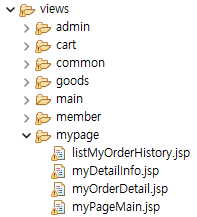 views
admin
cart
common
goods
main
member
mypage
listMyOrderHistory.jsp
myDetailInfo.jsp
myOrderDetail.jsp
myPageMain.jsp